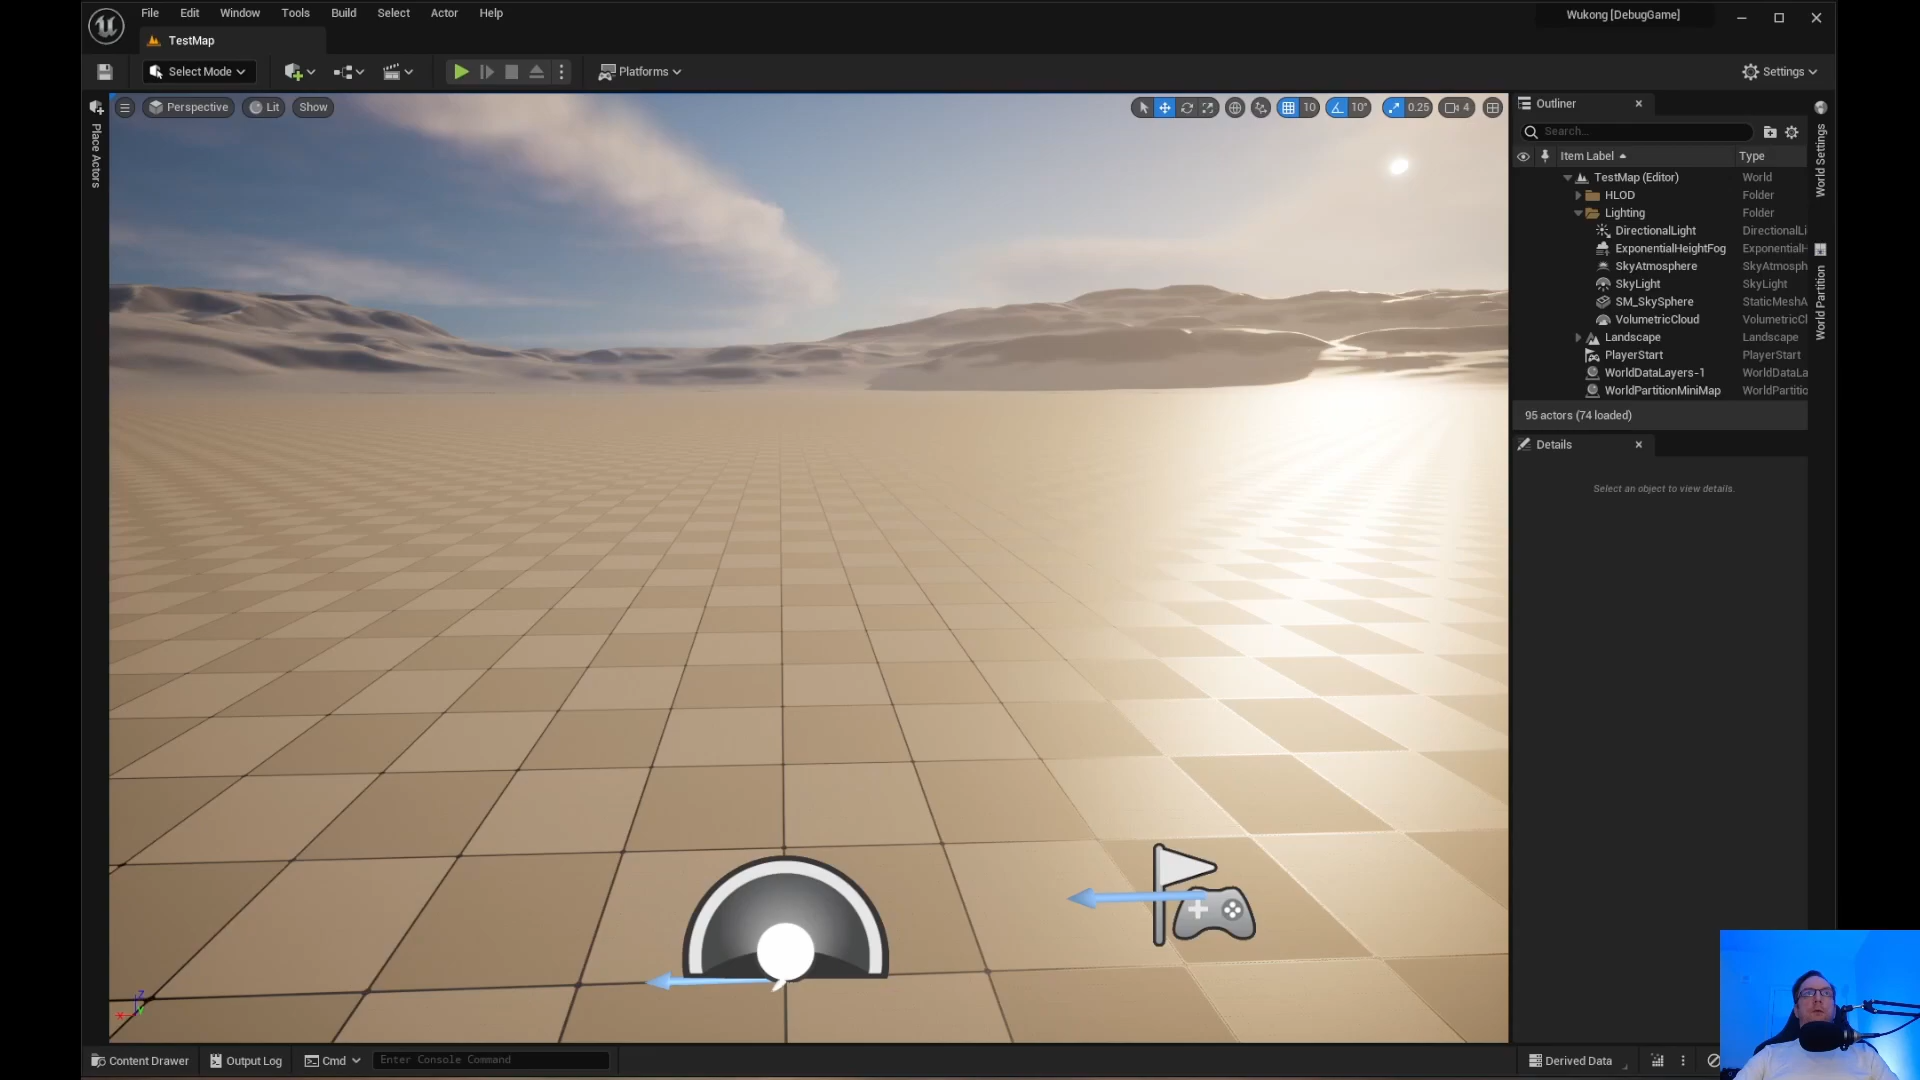 File Edit Window Tools Build Select Actor Help
Wukong [DebugGame]
TestMap
Select Mode
Platforms
Settings
Place Actors
Perspective
Lit
Show
10
10°
0.25
4
Outliner
Search...
Item Label
Type
TestMap (Editor) World
HLOD Folder
Lighting Folder
DirectionalLight DirectionalLi
ExponentialHeightFog ExponentialH
SkyAtmosphere SkyAtmosph
SkyLight SkyLight
SM_SkySphere StaticMeshA
VolumetricCloud VolumetricCl
Landscape Landscape
PlayerStart PlayerStart
WorldDataLayers-1 WorldDataLa
WorldPartitionMiniMap WorldPartitio
95 actors (74 loaded)
World Settings
World Partition
Details
Select an object to view details.
Z
Content Drawer
Output Log
Cmd
Enter Console Command
Derived Data